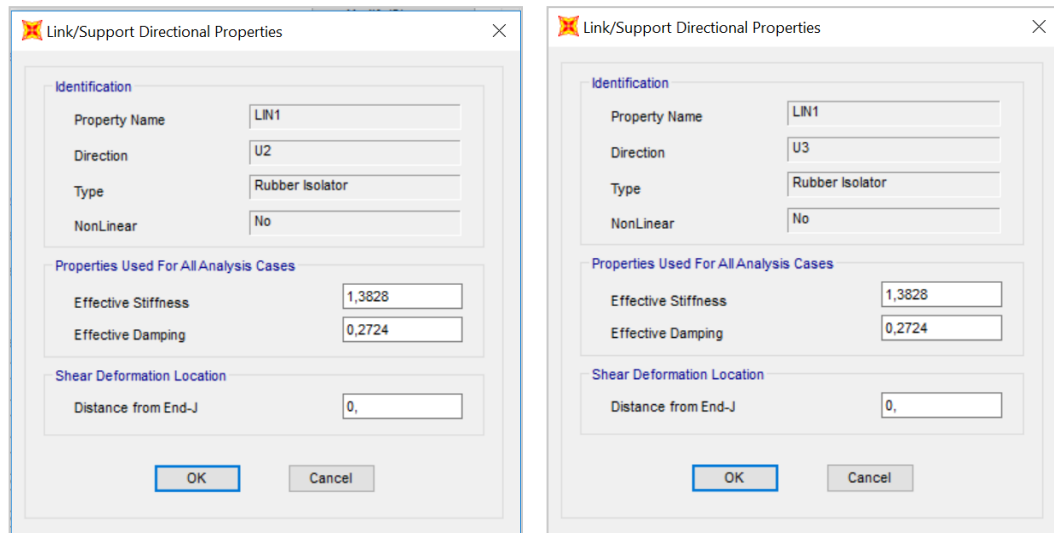 Link/Support Directional Properties
Identification
Property Name LIN1
Direction U2
Type Rubber Isolator
NonLinear No
Properties Used For All Analysis Cases
Effective Stiffness 1,3828
Effective Damping 0,2724
Shear Deformation Location
Distance from End-J 0,
OK Cancel
Link/Support Directional Properties
Identification
Property Name LIN1
Direction U3
Type Rubber Isolator
NonLinear No
Properties Used For All Analysis Cases
Effective Stiffness 1,3828
Effective Damping 0,2724
Shear Deformation Location
Distance from End-J 0,
OK Cancel